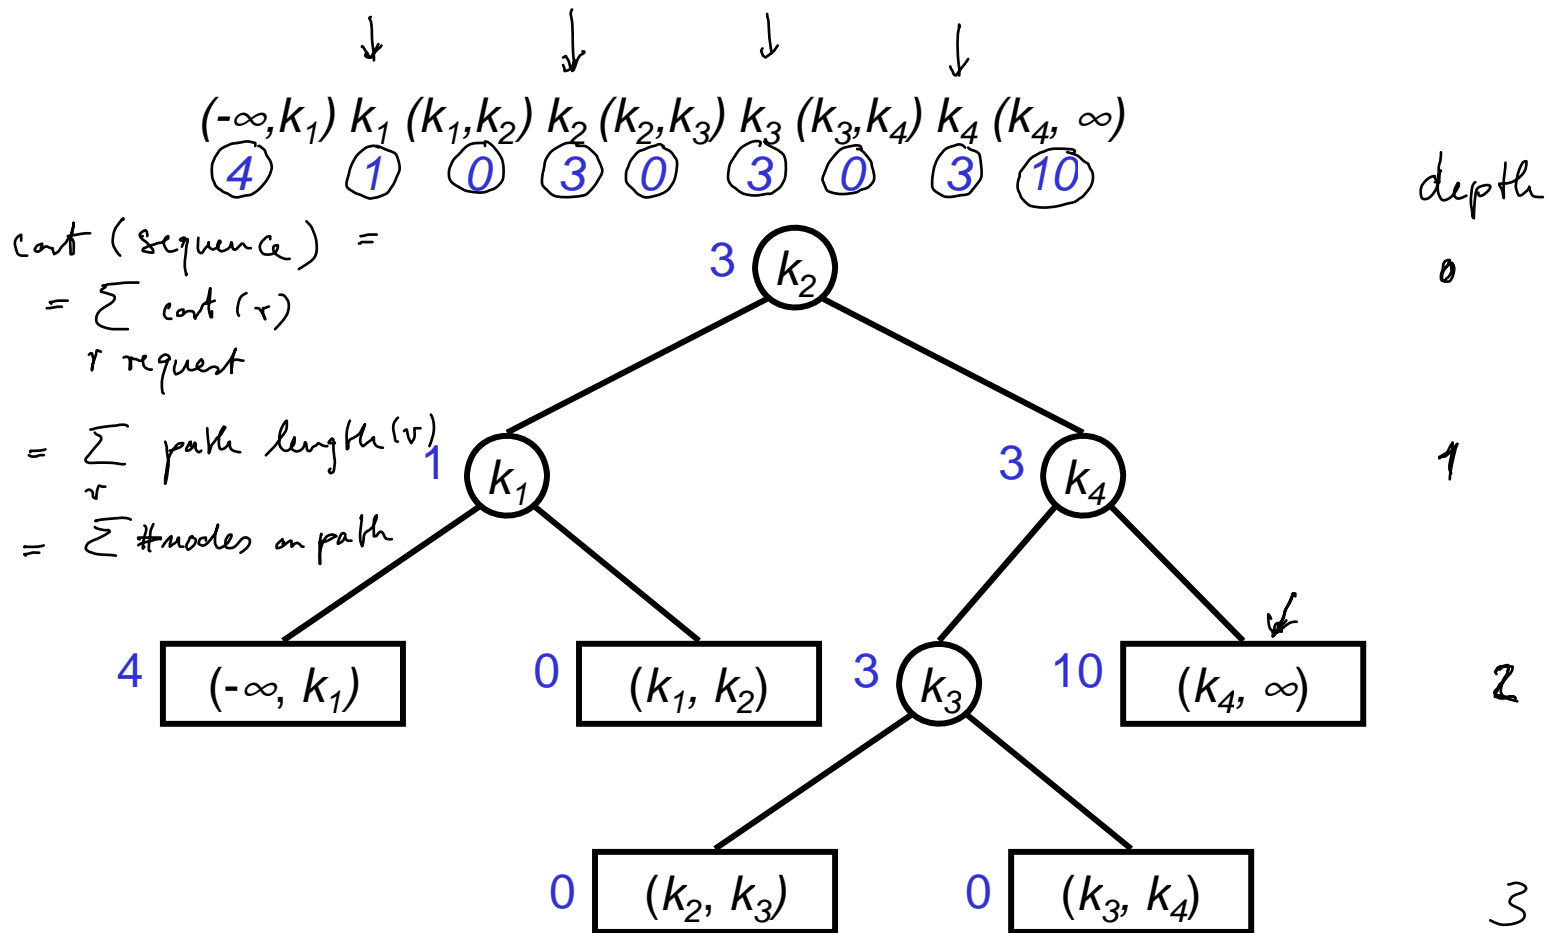 (-∞,k₁) k₁ (k₁,k₂) k₂ (k₂,k₃) k₃ (k₃,k₄) k₄ (k₄, ∞)
4 1 0 3 0 3 0 3 10
depth
cost (sequence) =
3 k₂ 0
= Σ cost (r)
r request
= Σ path length (r)
r
1 k₁ 3 k₄ 1
= Σ #nodes on path
4 (-∞, k₁) 0 (k₁, k₂) 3 k₃ 10 (k₄, ∞) 2
0 (k₂, k₃) 0 (k₃, k₄) 3